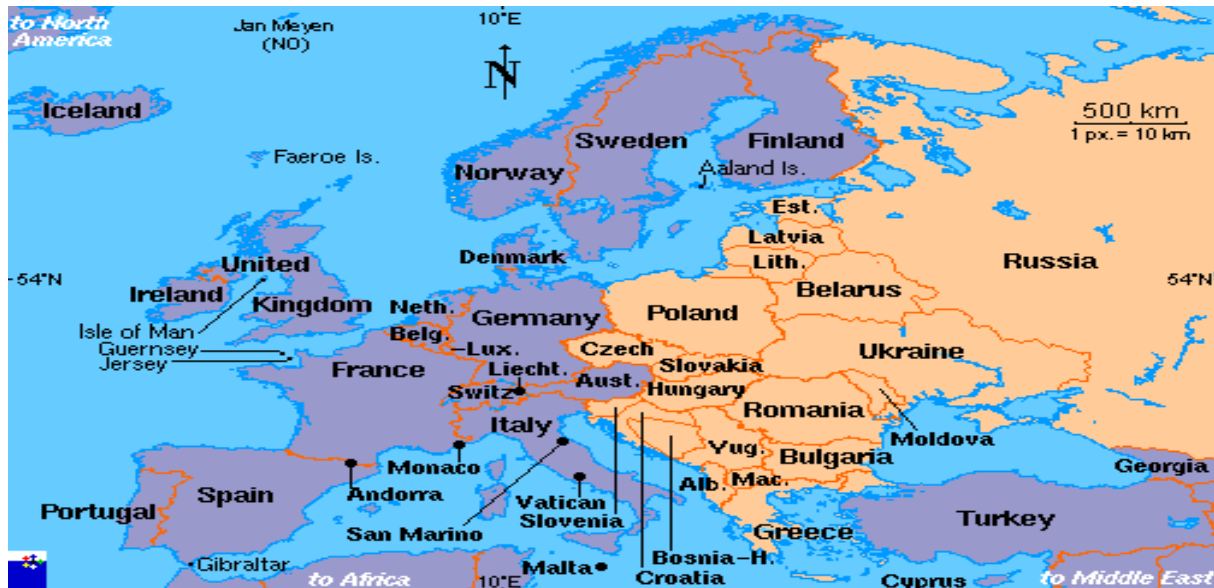 to North
America
Jan Meyen
(NO)
10°E
N
Iceland
500 km
1 px. = 10 km
Faeroe Is.
Sweden
Finland
Norway
Aaland Is.
Est.
Latvia
Denmark
Lith.
Russia
54°N
54°N
United
Kingdom
Ireland
Belarus
Neth.
Germany
Poland
Isle of Man
Guernsey
Jersey
Belg.
-Lux.
Czech
Ukraine
France
Liecht.
Slovakia
Switz
Aust.
Hungary
Romania
Italy
Moldova
Monaco
Yug.
Bulgaria
Georgia
Andorra
Spain
Alb.
Mac.
Vatican
Portugal
San Marino
Slovenia
Turkey
Greece
Gibraltar
Bosnia-H.
Malta
Croatia
to Africa
10°E
Cyprus
to Middle East